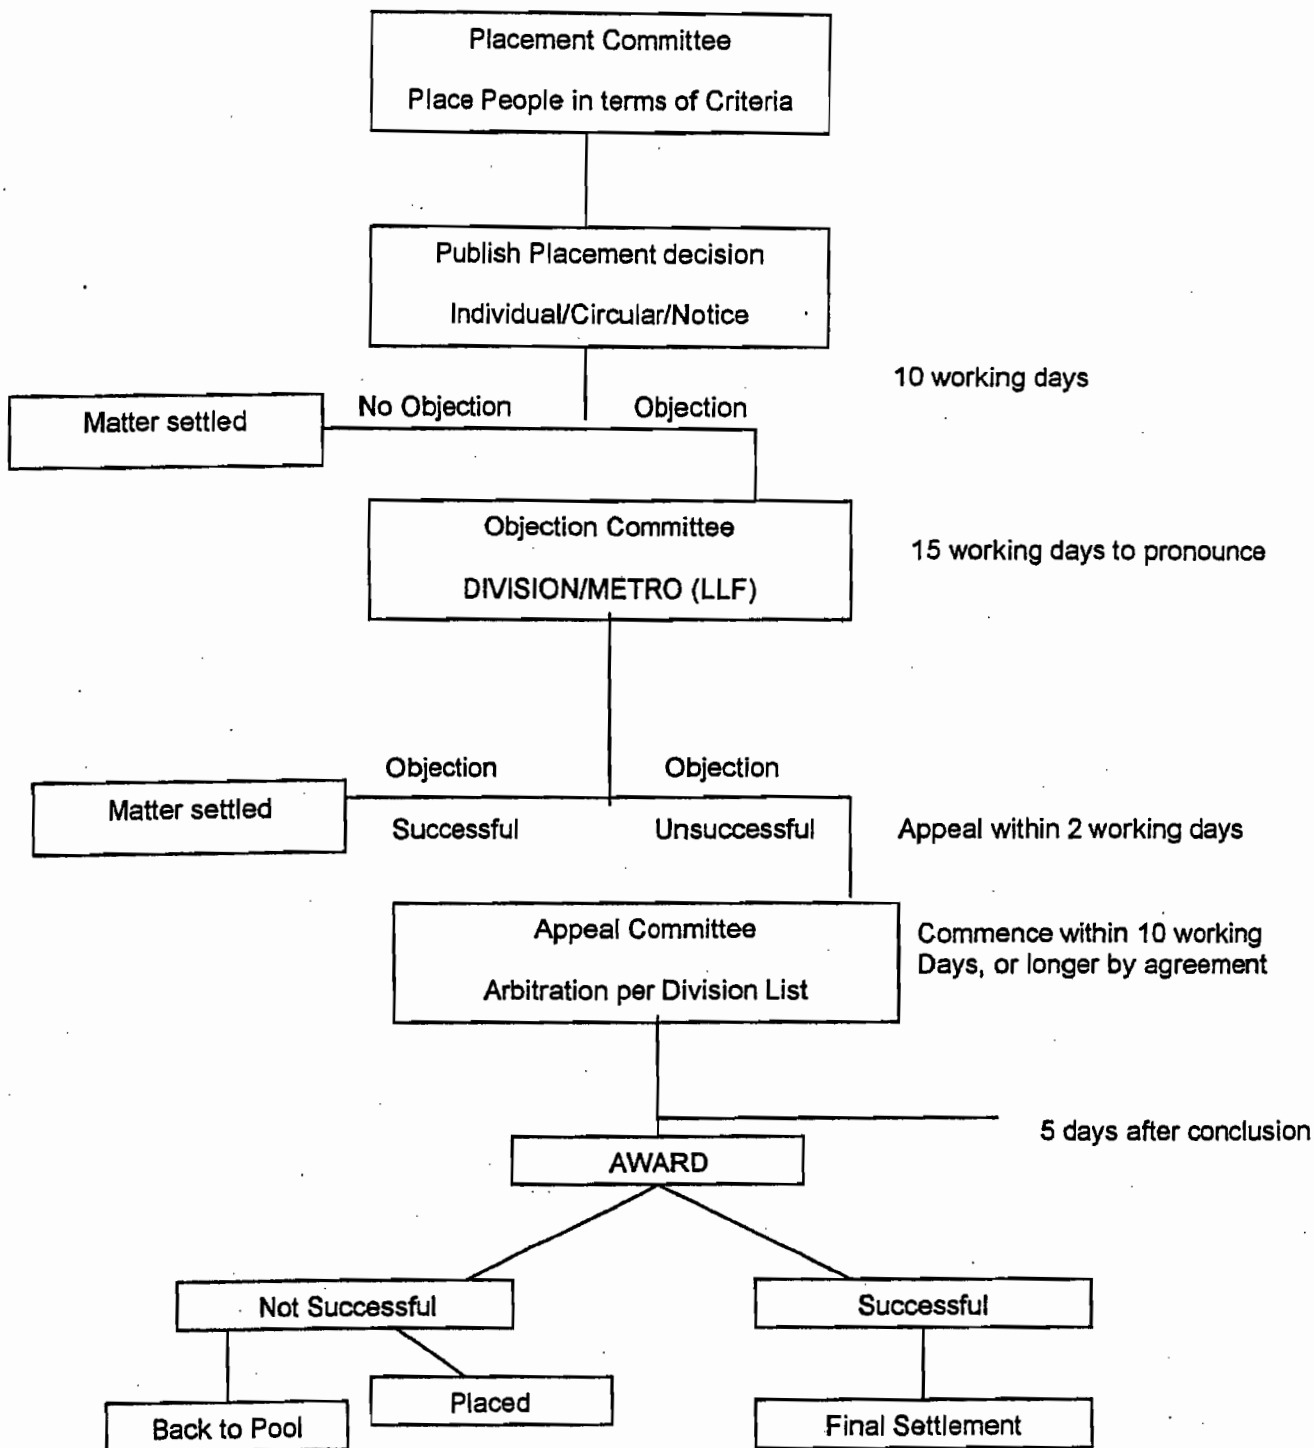 Placement Committee
Place People in terms of Criteria
Publish Placement decision
Individual/Circular/Notice
10 working days
No Objection
Objection
Matter settled
Objection Committee
DIVISION/METRO (LLF)
15 working days to pronounce
Objection
Objection
Matter settled
Successful
Unsuccessful
Appeal within 2 working days
Appeal Committee
Arbitration per Division List
Commence within 10 working
Days, or longer by agreement
5 days after conclusion
AWARD
Not Successful
Successful
Placed
Back to Pool
Final Settlement